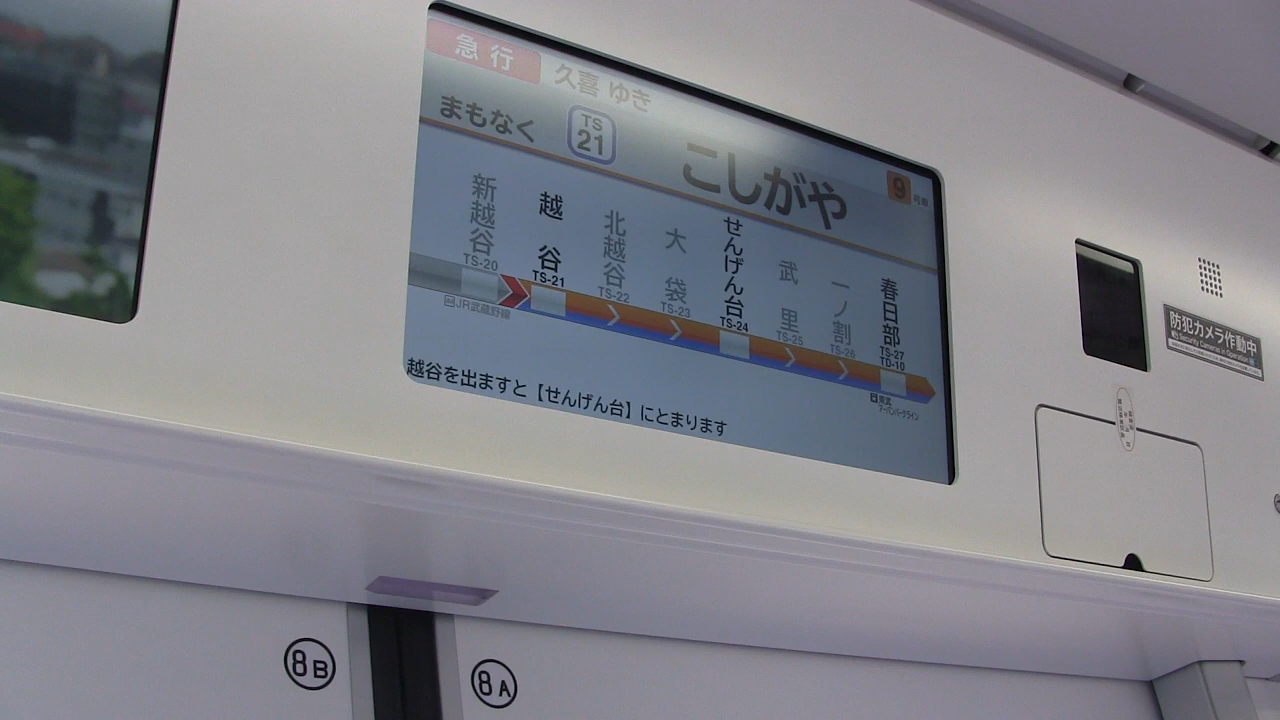 急行
久喜 ゆき
まもなく
TS
21
こしがや
9
号車
新越谷
越谷
北越谷
大袋
せんげん台
武里
一ノ割
春日部
TS-20
TS-21
TS-22
TS-23
TS-24
TS-25
TS-26
TS-27
TD-10
JR武蔵野線
東武
アーバンパークライン
越谷を出ますと【せんげん台】にとまります
防犯カメラ作動中
Security Cameras in Operation
8B
8A